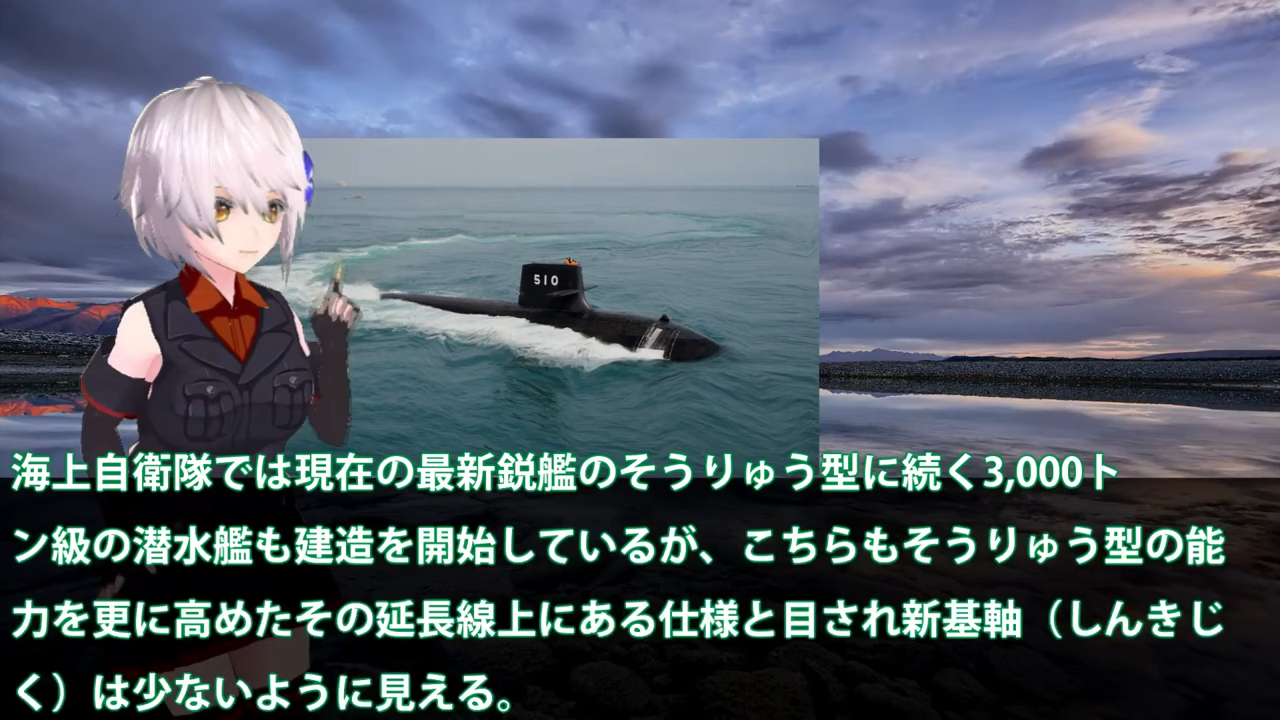 510
海上自衛隊では現在の最新鋭艦のそうりゅう型に続く3,000ト
ン級の潜水艦も建造を開始しているが、こちらもそうりゅう型の能
力を更に高めたその延長線上にある仕様と目され新基軸（しんきじ
く）は少ないように見える。